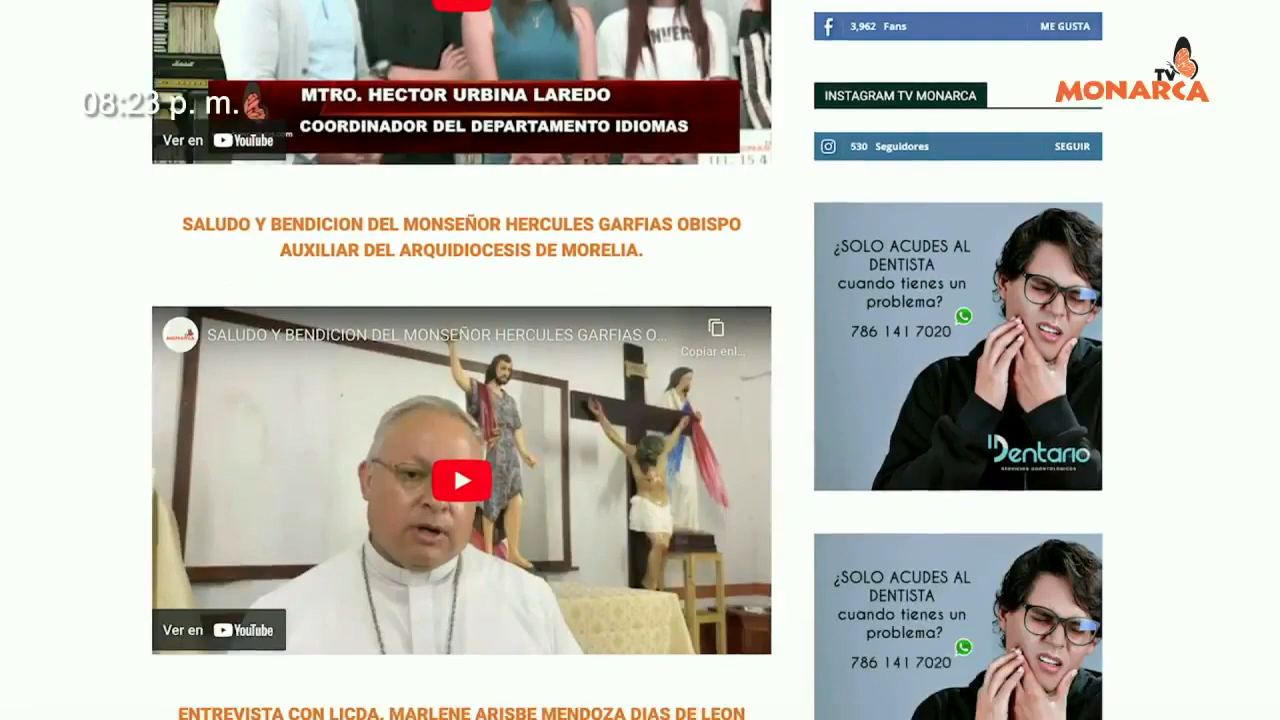 3,962 Fans
ME GUSTA
TV
MONARCA
INSTAGRAM TV MONARCA
530 Seguidores
SEGUIR
08:23 p. m.
MTRO. HECTOR URBINA LAREDO
COORDINADOR DEL DEPARTAMENTO IDIOMAS
Ver en YouTube
SALUDO Y BENDICION DEL MONSEÑOR HERCULES GARFIAS OBISPO
AUXILIAR DEL ARQUIDIOCESIS DE MORELIA.
SALUDO Y BENDICION DEL MONSEÑOR HERCULES GARFIAS O...
Copiar enl...
Ver en YouTube
¿SOLO ACUDES AL
DENTISTA
cuando tienes un
problema?
786 141 7020
Dentario
SERVICIOS ODONTOLOGICOS
¿SOLO ACUDES AL
DENTISTA
cuando tienes un
problema?
786 141 7020
ENTREVISTA CON LICDA. MARLENE ARISBE MENDOZA DIAS DE LEON